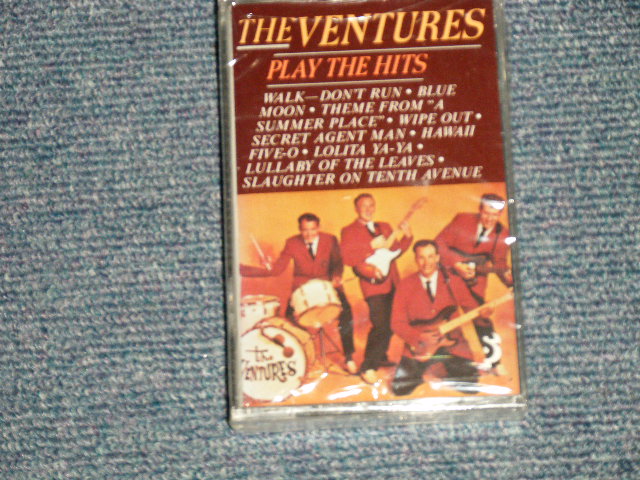 THE VENTURES
PLAY THE HITS
WALK—DON'T RUN • BLUE
MOON • THEME FROM "A
SUMMER PLACE" • WIPE OUT •
SECRET AGENT MAN • HAWAII
FIVE-O • LOLITA YA-YA •
LULLABY OF THE LEAVES •
SLAUGHTER ON TENTH AVENUE
the
VENTURES